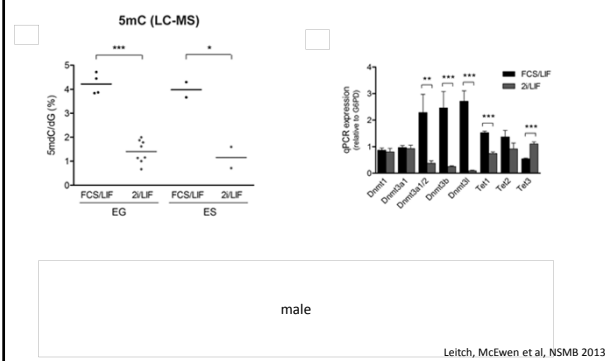 5mC (LC-MS)
***
*
5mdC/dG (%)
5
4
3
2
1
0
FCS/LIF
2i/LIF
FCS/LIF
2i/LIF
EG
ES
qPCR expression
(relative to G6PD)
4
3
2
1
0
**
***
***
***
***
FCS/LIF
2i/LIF
Dnmt1
Dnmt3a1
Dnmt3a1/2
Dnmt3b
Dnmt3l
Tet1
Tet2
Tet3
male
Leitch, McEwen et al, NSMB 2013